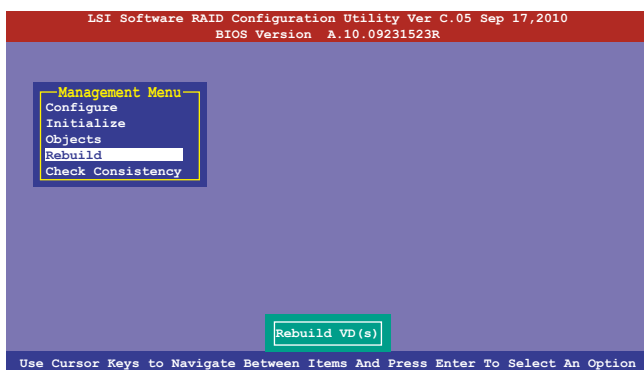 LSI Software RAID Configuration Utility Ver C.05 Sep 17,2010
BIOS Version A.10.09231523R
Management Menu
Configure
Initialize
Objects
Rebuild
Check Consistency
Rebuild VD(s)
Use Cursor Keys to Navigate Between Items And Press Enter To Select An Option